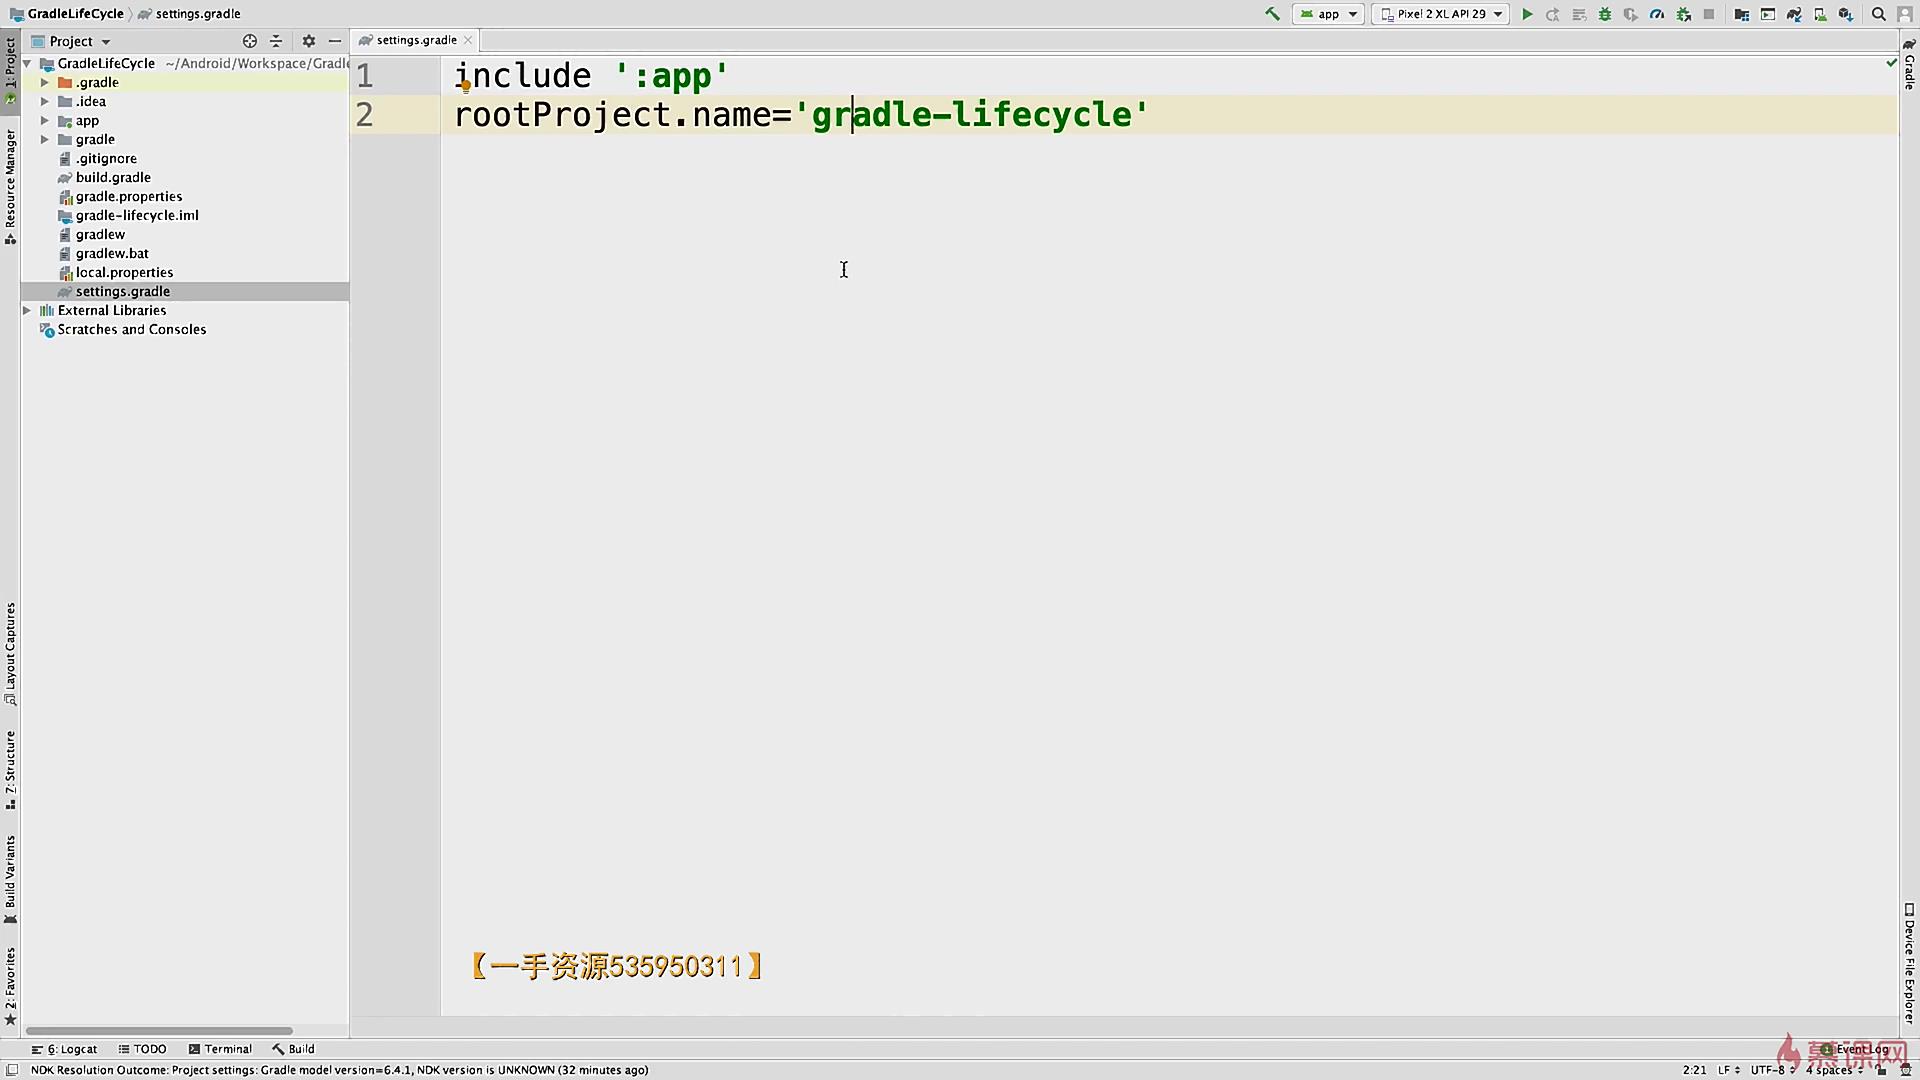 GradleLifeCycle
settings.gradle
app
Pixel 2 XL API 29
Project
settings.gradle
1: Project
Resource Manager
Layout Captures
7: Structure
Build Variants
2: Favorites
GradleLifeCycle ~/Android/Workspace/Gradle
.gradle
.idea
app
gradle
.gitignore
build.gradle
gradle.properties
gradle-lifecycle.iml
gradlew
gradlew.bat
local.properties
settings.gradle
External Libraries
Scratches and Consoles
1 include ':app'
2 rootProject.name='gradle-lifecycle'
Gradle
Device File Explorer
【一手资源535950311】
6: Logcat
TODO
Terminal
Build
Event Log
慕课网
NDK Resolution Outcome: Project settings: Gradle model version=6.4.1, NDK version is UNKNOWN (32 minutes ago)
2:21 LF UTF-8 4 spaces